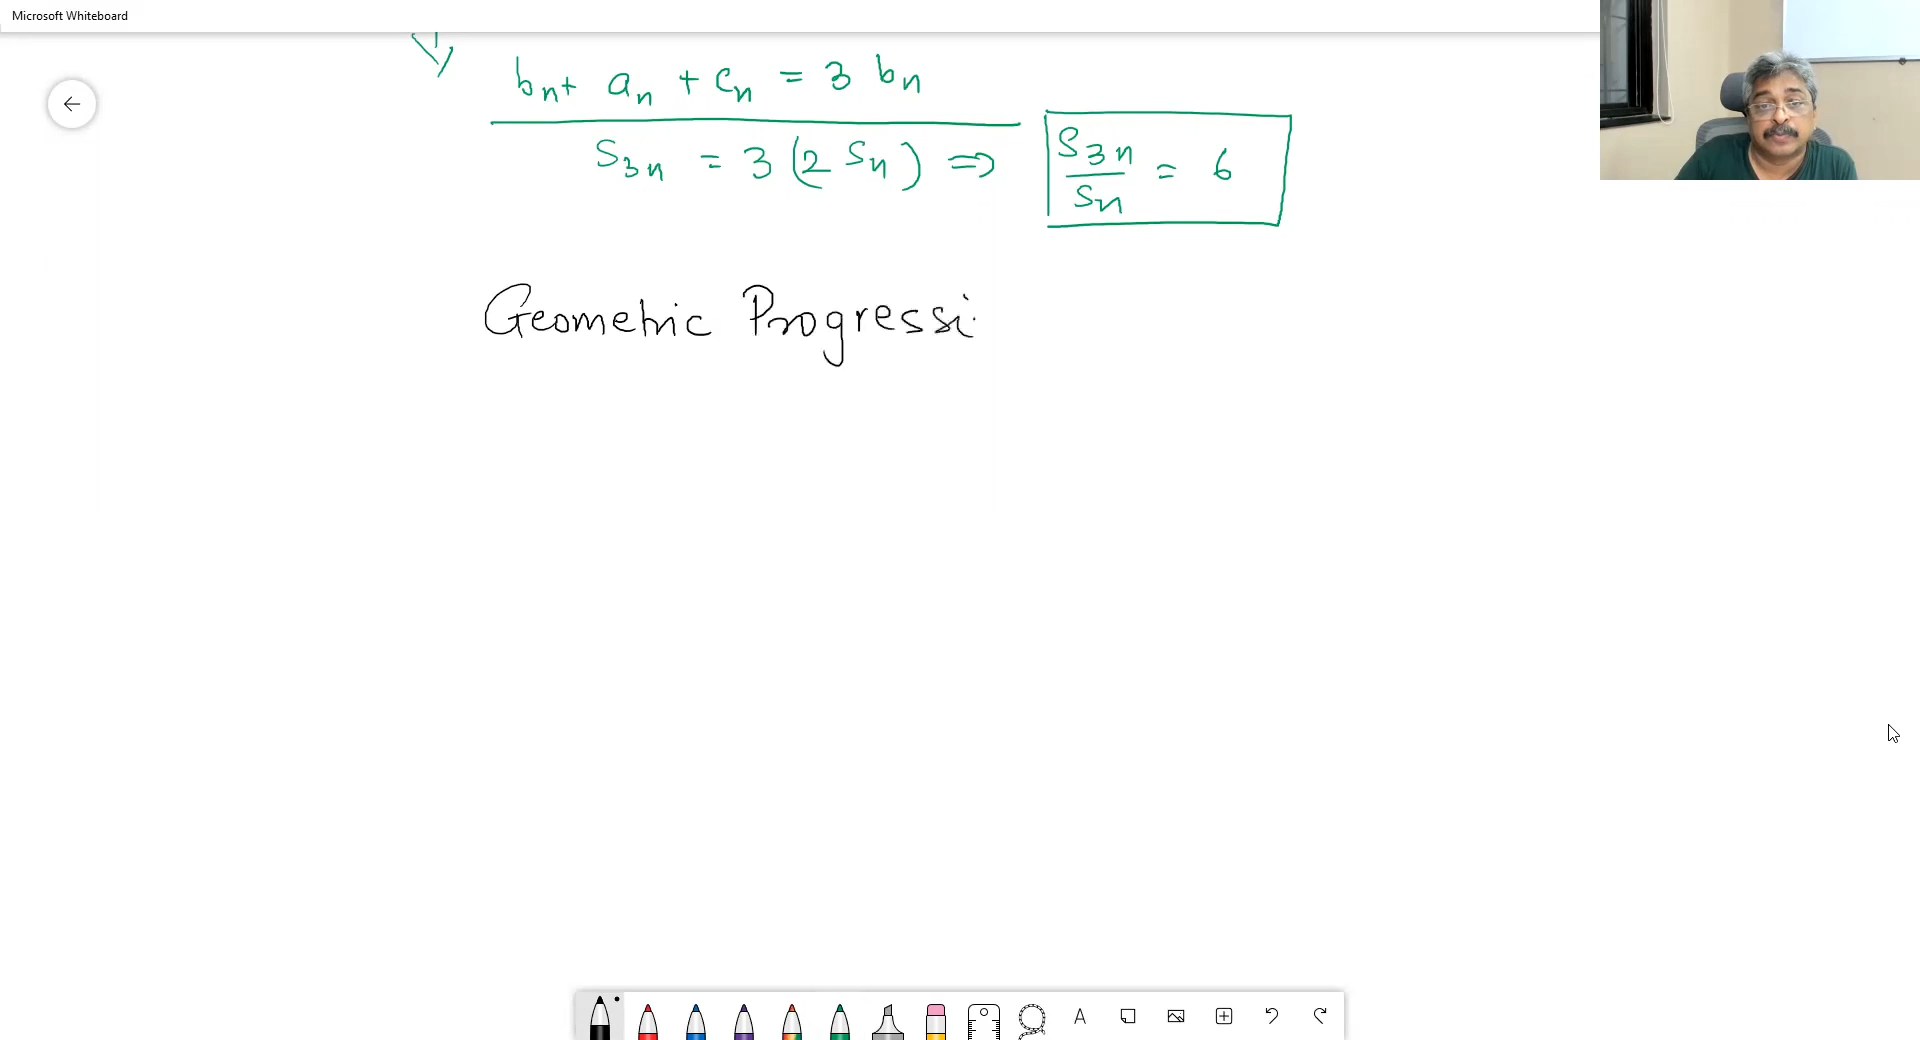 Microsoft Whiteboard
bn+ an + cn = 3 bn
S3n = 3 (2 Sn) ⇒ S3n / Sn = 6
Geometric Progressi
A